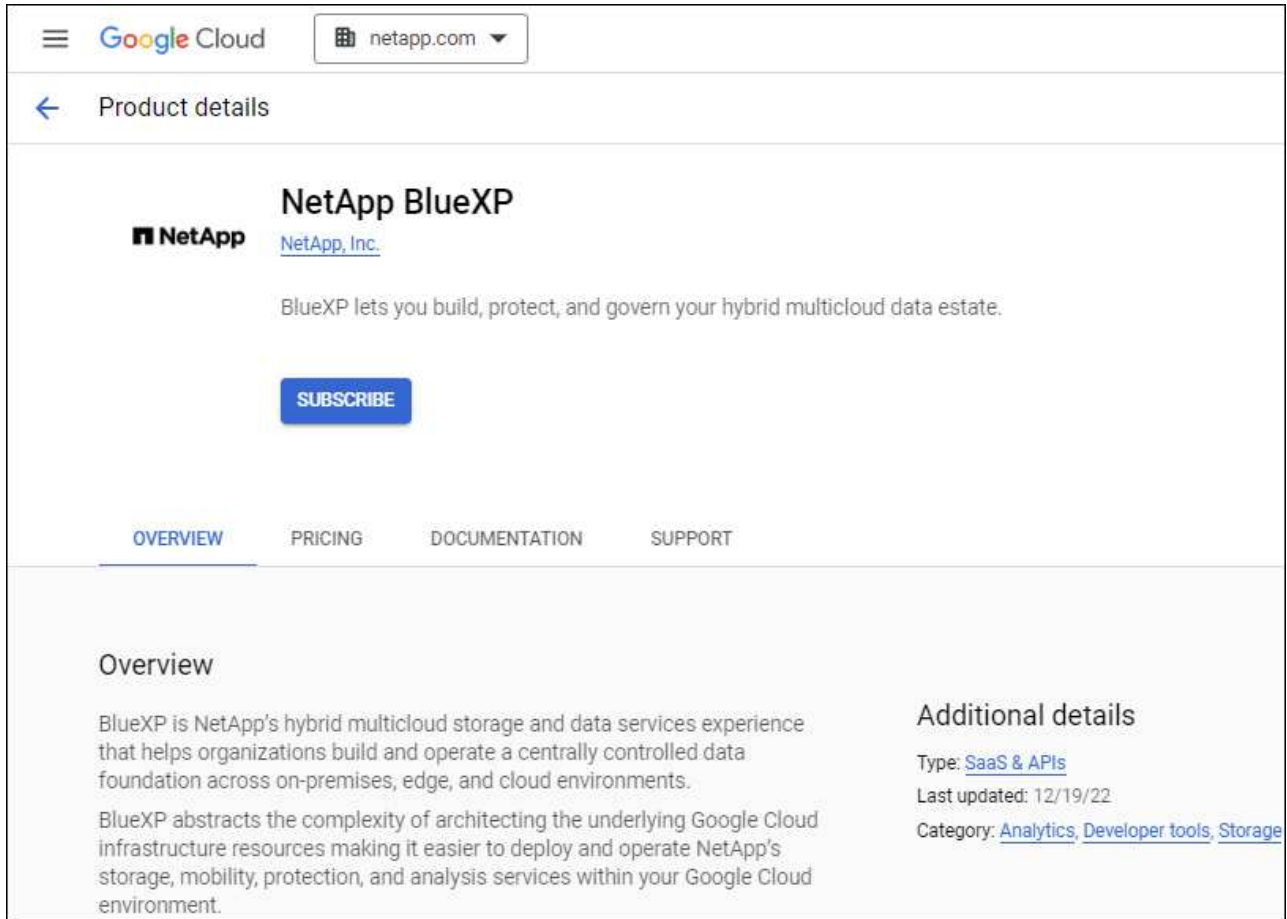 Google Cloud
netapp.com
Product details
NetApp BlueXP
NetApp
NetApp, Inc.
BlueXP lets you build, protect, and govern your hybrid multicloud data estate.
SUBSCRIBE
OVERVIEW PRICING DOCUMENTATION SUPPORT
Overview
BlueXP is NetApp's hybrid multicloud storage and data services experience
that helps organizations build and operate a centrally controlled data
foundation across on-premises, edge, and cloud environments.
BlueXP abstracts the complexity of architecting the underlying Google Cloud
infrastructure resources making it easier to deploy and operate NetApp's
storage, mobility, protection, and analysis services within your Google Cloud
environment.
Additional details
Type: SaaS & APIs
Last updated: 12/19/22
Category: Analytics, Developer tools, Storage